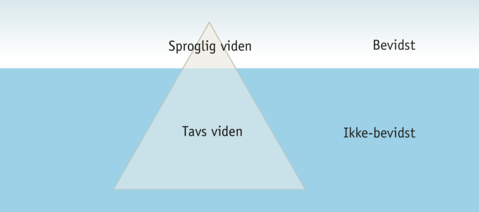 Sproglig viden
Bevidst
Tavs viden
Ikke-bevidst